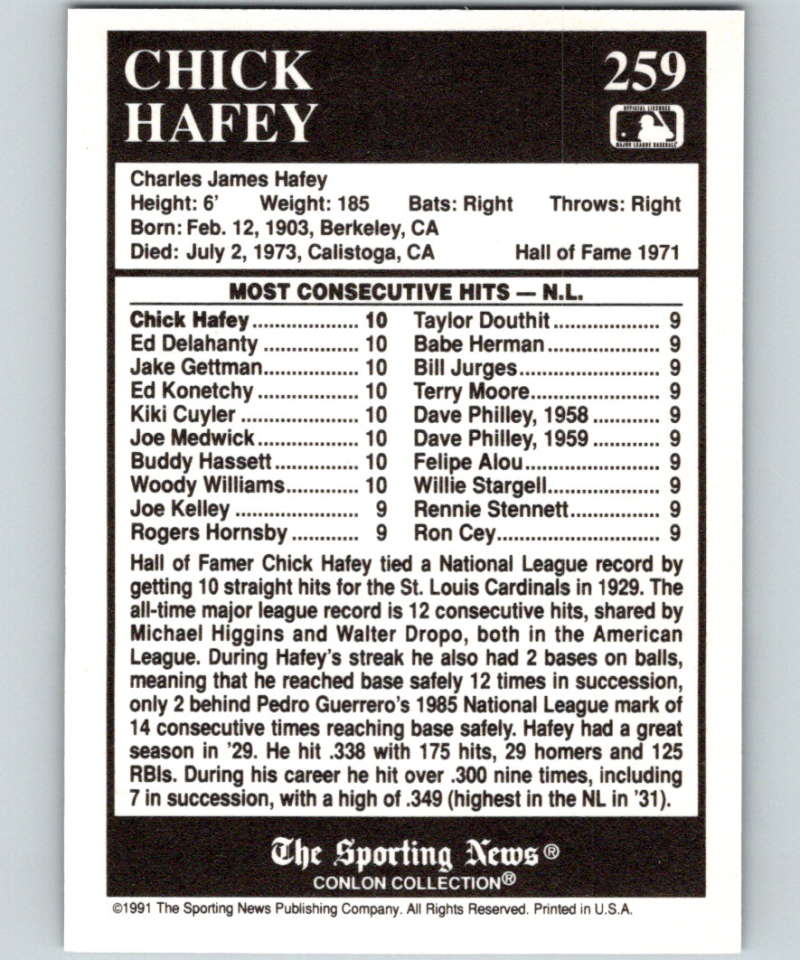 CHICK 259
HAFEY
OFFICIAL LICENSEE
MAJOR LEAGUE BASEBALL
Charles James Hafey
Height: 6' Weight: 185 Bats: Right Throws: Right
Born: Feb. 12, 1903, Berkeley, CA
Died: July 2, 1973, Calistoga, CA Hall of Fame 1971
MOST CONSECUTIVE HITS — N.L.
Chick Hafey................... 10 Taylor Douthit................... 9
Ed Delahanty ................. 10 Babe Herman.................... 9
Jake Gettman................. 10 Bill Jurges......................... 9
Ed Konetchy .................. 10 Terry Moore....................... 9
Kiki Cuyler ..................... 10 Dave Philley, 1958 ............ 9
Joe Medwick.................. 10 Dave Philley, 1959 ............ 9
Buddy Hassett............... 10 Felipe Alou........................ 9
Woody Williams............. 10 Willie Stargell.................... 9
Joe Kelley ...................... 9 Rennie Stennett................ 9
Rogers Hornsby ............ 9 Ron Cey............................. 9
Hall of Famer Chick Hafey tied a National League record by
getting 10 straight hits for the St. Louis Cardinals in 1929. The
all-time major league record is 12 consecutive hits, shared by
Michael Higgins and Walter Dropo, both in the American
League. During Hafey's streak he also had 2 bases on balls,
meaning that he reached base safely 12 times in succession,
only 2 behind Pedro Guerrero's 1985 National League mark of
14 consecutive times reaching base safely. Hafey had a great
season in '29. He hit .338 with 175 hits, 29 homers and 125
RBIs. During his career he hit over .300 nine times, including
7 in succession, with a high of .349 (highest in the NL in '31).
The Sporting News®
CONLON COLLECTION®
©1991 The Sporting News Publishing Company. All Rights Reserved. Printed in U.S.A.